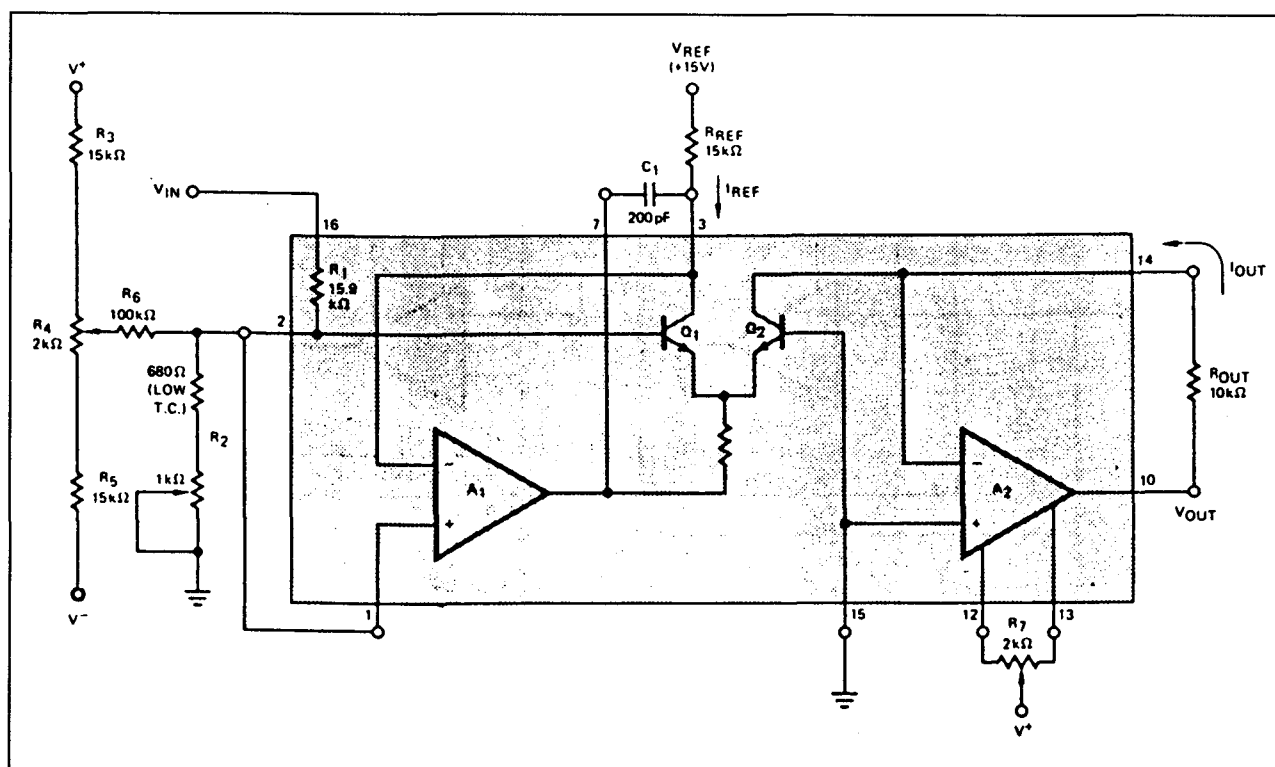 V+
R3
15kΩ
VIN
R4
2kΩ
R6
100kΩ
680Ω
(LOW
T.C.)
R2
R5
15kΩ
1kΩ
V-
VREF
(+15V)
RREF
15kΩ
C1
200pF
IREF
16
7
3
R1
15.9
kΩ
2
Q1
Q2
14
IOUT
ROUT
10kΩ
−
A1
+
−
A2
+
10
VOUT
1
15
12
13
R7
2kΩ
V+